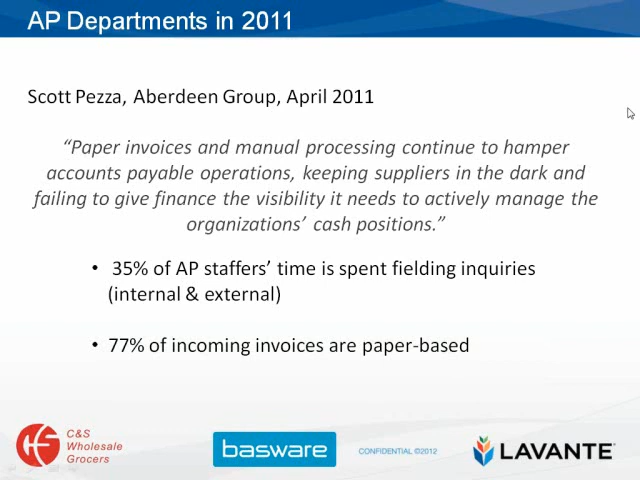 AP Departments in 2011
Scott Pezza, Aberdeen Group, April 2011
“Paper invoices and manual processing continue to hamper
accounts payable operations, keeping suppliers in the dark and
failing to give finance the visibility it needs to actively manage the
organizations’ cash positions.”
• 35% of AP staffers’ time is spent fielding inquiries
(internal & external)
• 77% of incoming invoices are paper-based
C&S
Wholesale
Grocers
basware
CONFIDENTIAL ©2012
LAVANTE